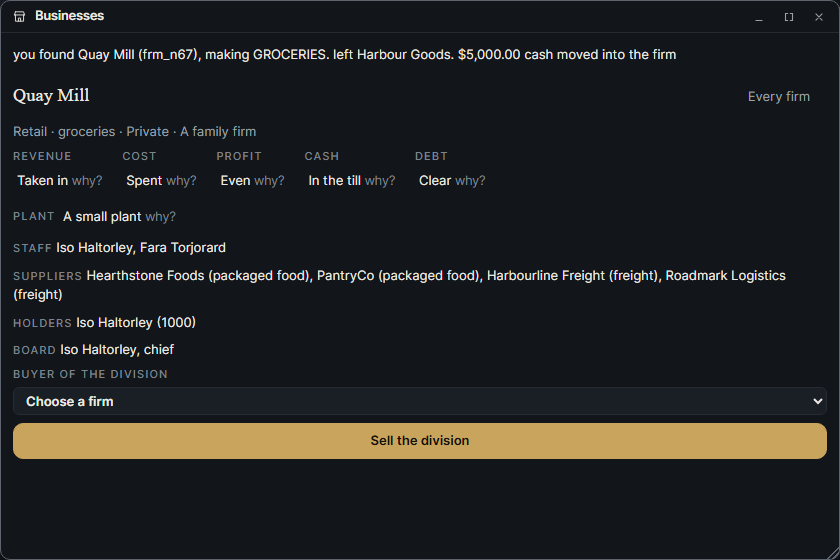 Businesses
you found Quay Mill (frm_n67), making GROCERIES. left Harbour Goods. $5,000.00 cash moved into the firm
Quay Mill
Every firm
Retail · groceries · Private · A family firm
REVENUE COST PROFIT CASH DEBT
Taken in why? Spent why? Even why? In the till why? Clear why?
PLANT A small plant why?
STAFF Iso Haltorley, Fara Torjorard
SUPPLIERS Hearthstone Foods (packaged food), PantryCo (packaged food), Harbourline Freight (freight), Roadmark Logistics
(freight)
HOLDERS Iso Haltorley (1000)
BOARD Iso Haltorley, chief
BUYER OF THE DIVISION
Choose a firm
Sell the division